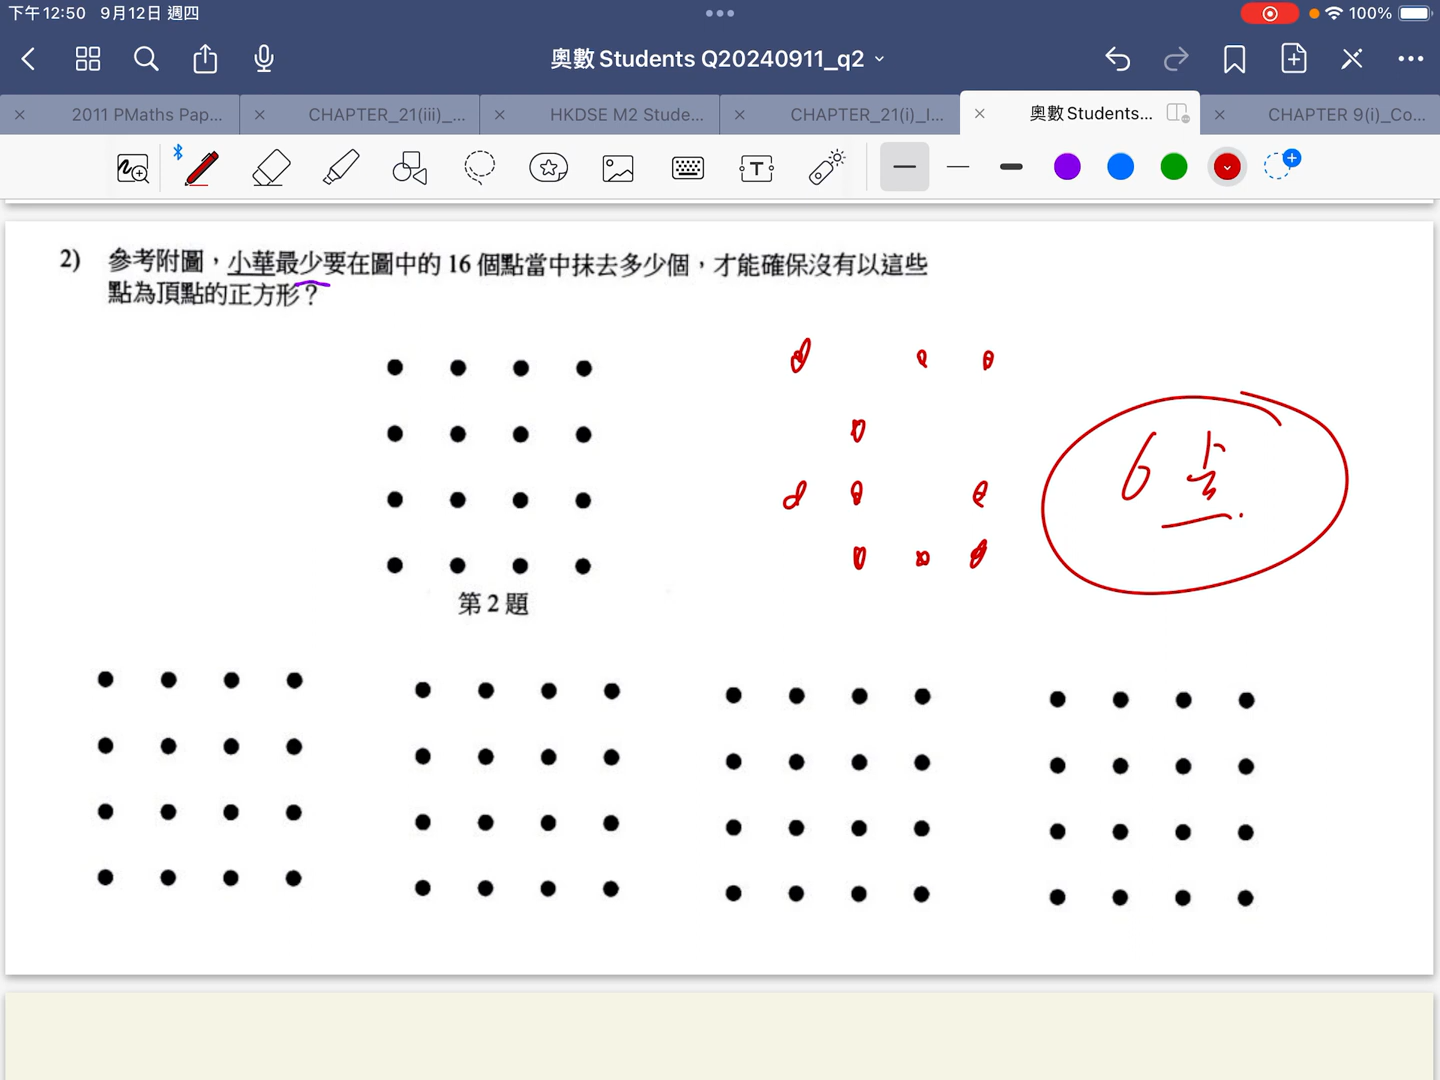 下午12:50 9月12日 週四
100%
奧數 Students Q20240911_q2
2011 PMaths Pap...
CHAPTER_21(iii)_...
HKDSE M2 Stude...
CHAPTER_21(i)_I...
奧數 Students...
CHAPTER 9(i)_Co...
T
2) 參考附圖，小華最少要在圖中的 16 個點當中抹去多少個，才能確保沒有以這些
點為頂點的正方形？
6 点
第 2 題